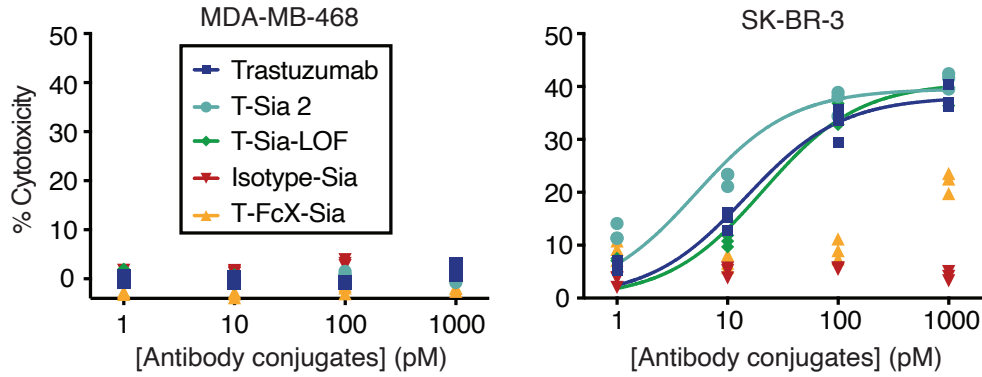 MDA-MB-468
50
40
30
20
10
0
% Cytotoxicity
Trastuzumab
T-Sia 2
T-Sia-LOF
Isotype-Sia
T-FcX-Sia
1 10 100 1000
[Antibody conjugates] (pM)
SK-BR-3
50
40
30
20
10
0
1 10 100 1000
[Antibody conjugates] (pM)